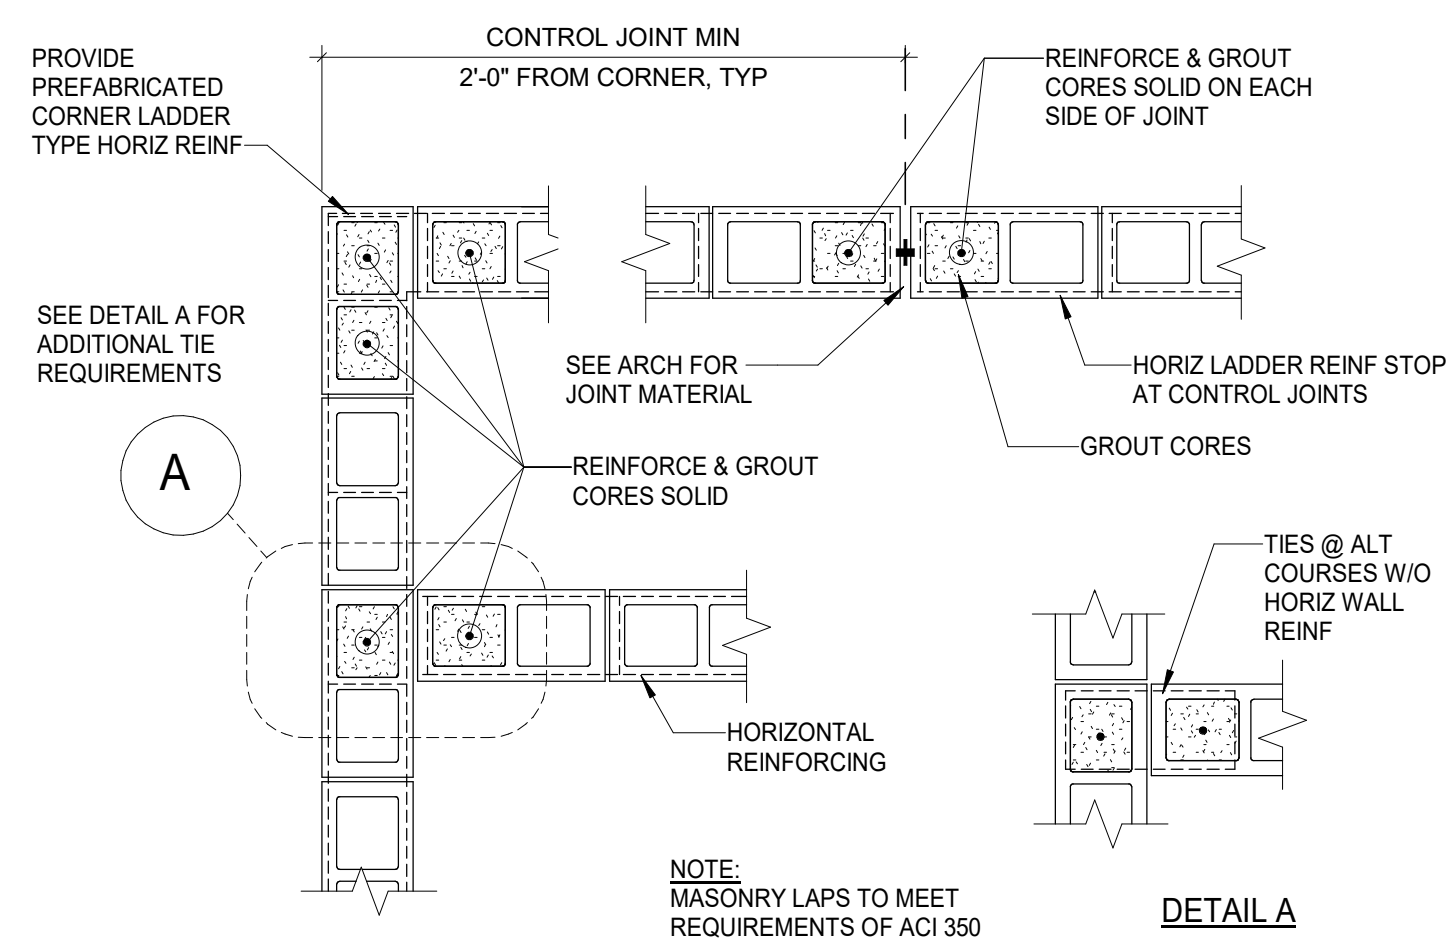 CONTROL JOINT MIN
2'-0" FROM CORNER, TYP
PROVIDE
PREFABRICATED
CORNER LADDER
TYPE HORIZ REINF
REINFORCE & GROUT
CORES SOLID ON EACH
SIDE OF JOINT
SEE DETAIL A FOR
ADDITIONAL TIE
REQUIREMENTS
SEE ARCH FOR
JOINT MATERIAL
HORIZ LADDER REINF STOP
AT CONTROL JOINTS
GROUT CORES
A
REINFORCE & GROUT
CORES SOLID
TIES @ ALT
COURSES W/O
HORIZ WALL
REINF
HORIZONTAL
REINFORCING
NOTE:
MASONRY LAPS TO MEET
REQUIREMENTS OF ACI 350
DETAIL A